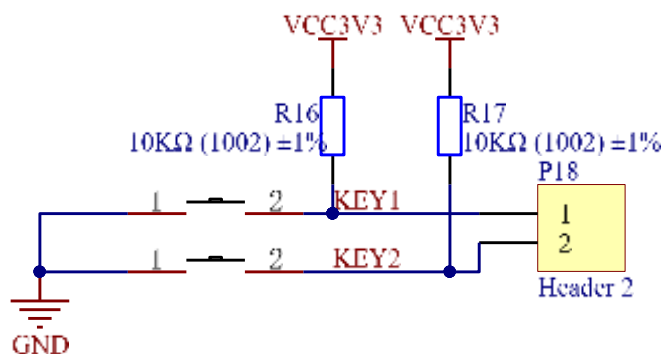 VCC3V3 VCC3V3
R16 R17
10KΩ (1002) ±1% 10KΩ (1002) ±1%
P18
1 2 KEY1 1
1 2 KEY2 2
Header 2
GND